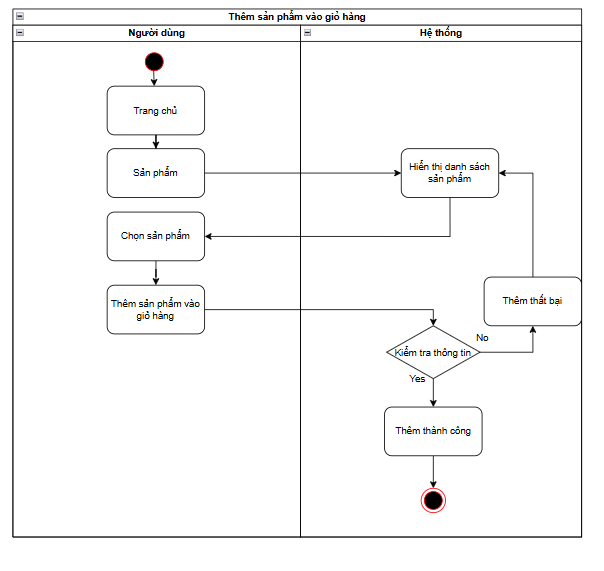 Thêm sản phẩm vào giỏ hàng
Người dùng
Hệ thống
Trang chủ
Sản phẩm
Hiển thị danh sách
sản phẩm
Chọn sản phẩm
Thêm sản phẩm vào
giỏ hàng
Thêm thất bại
Kiểm tra thông tin
No
Yes
Thêm thành công